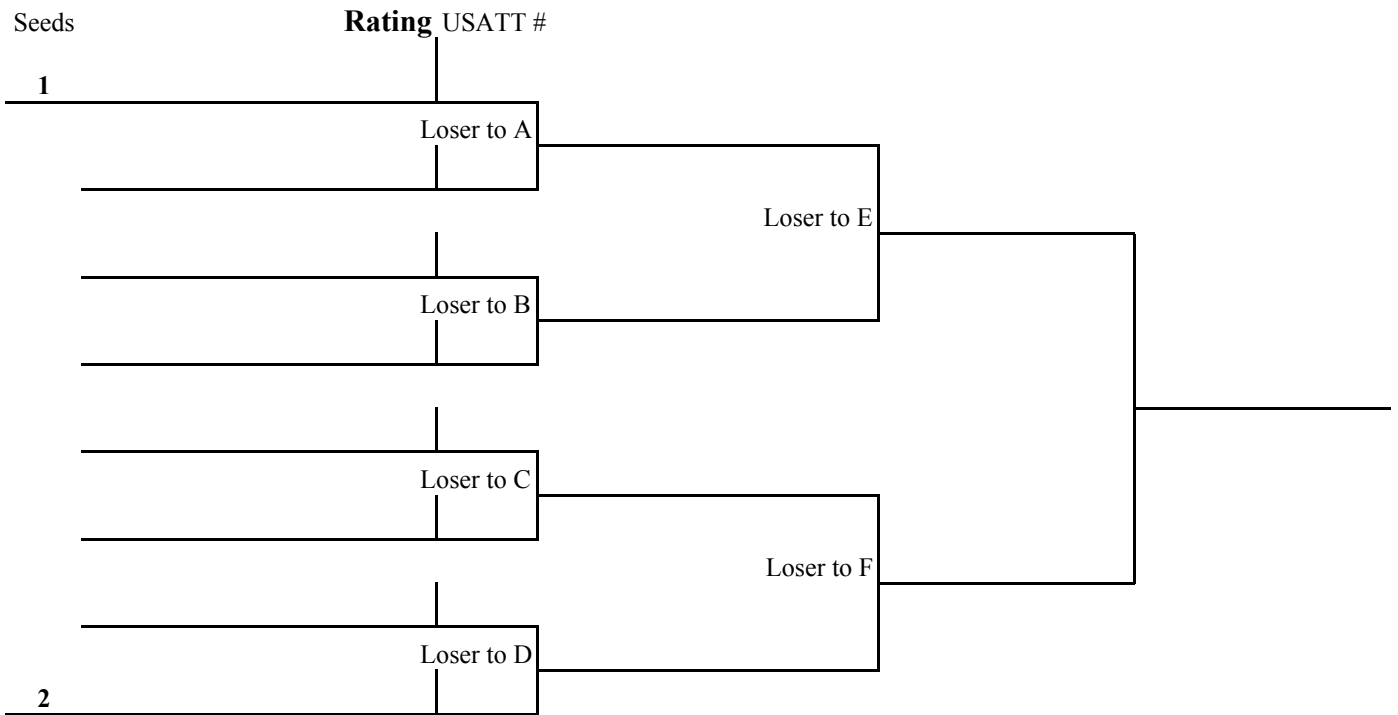 Seeds Rating USATT #
1
Loser to A
Loser to E
Loser to B
Loser to C
Loser to F
Loser to D
2